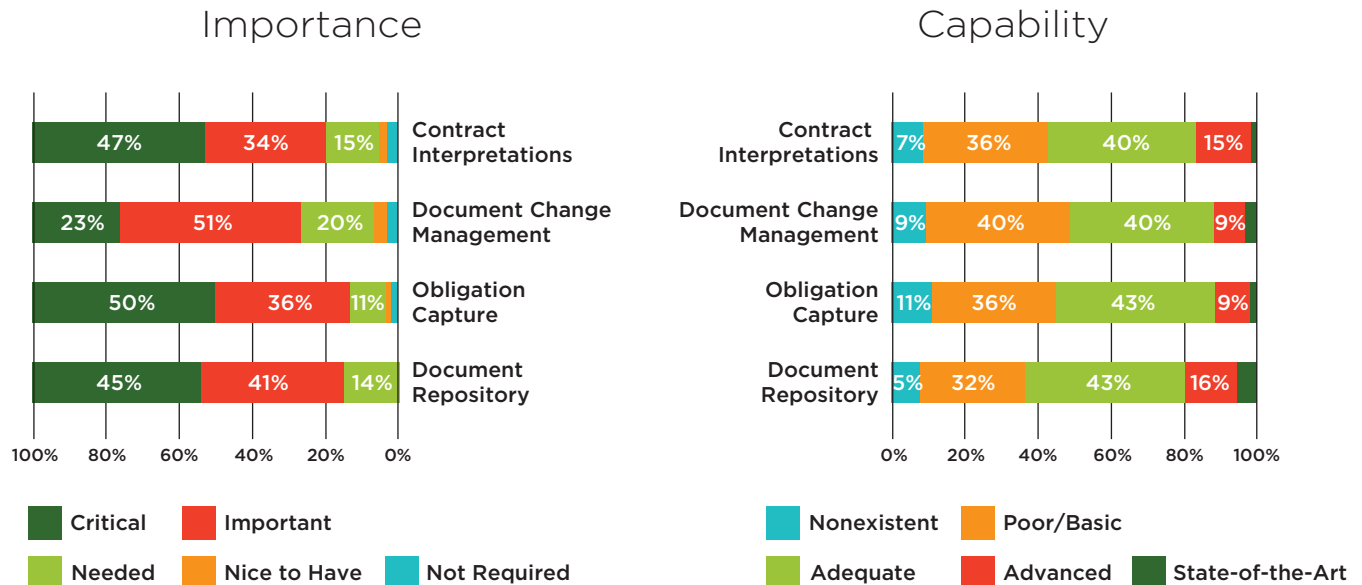 Importance
47% 34% 15% Contract
Interpretations
23% 51% 20% Document Change
Management
50% 36% 11% Obligation
Capture
45% 41% 14% Document
Repository
100% 80% 60% 40% 20% 0%
Critical Important
Needed Nice to Have Not Required
Capability
Contract
Interpretations 7% 36% 40% 15%
Document Change
Management 9% 40% 40% 9%
Obligation
Capture 11% 36% 43% 9%
Document
Repository 5% 32% 43% 16%
0% 20% 40% 60% 80% 100%
Nonexistent Poor/Basic
Adequate Advanced State-of-the-Art